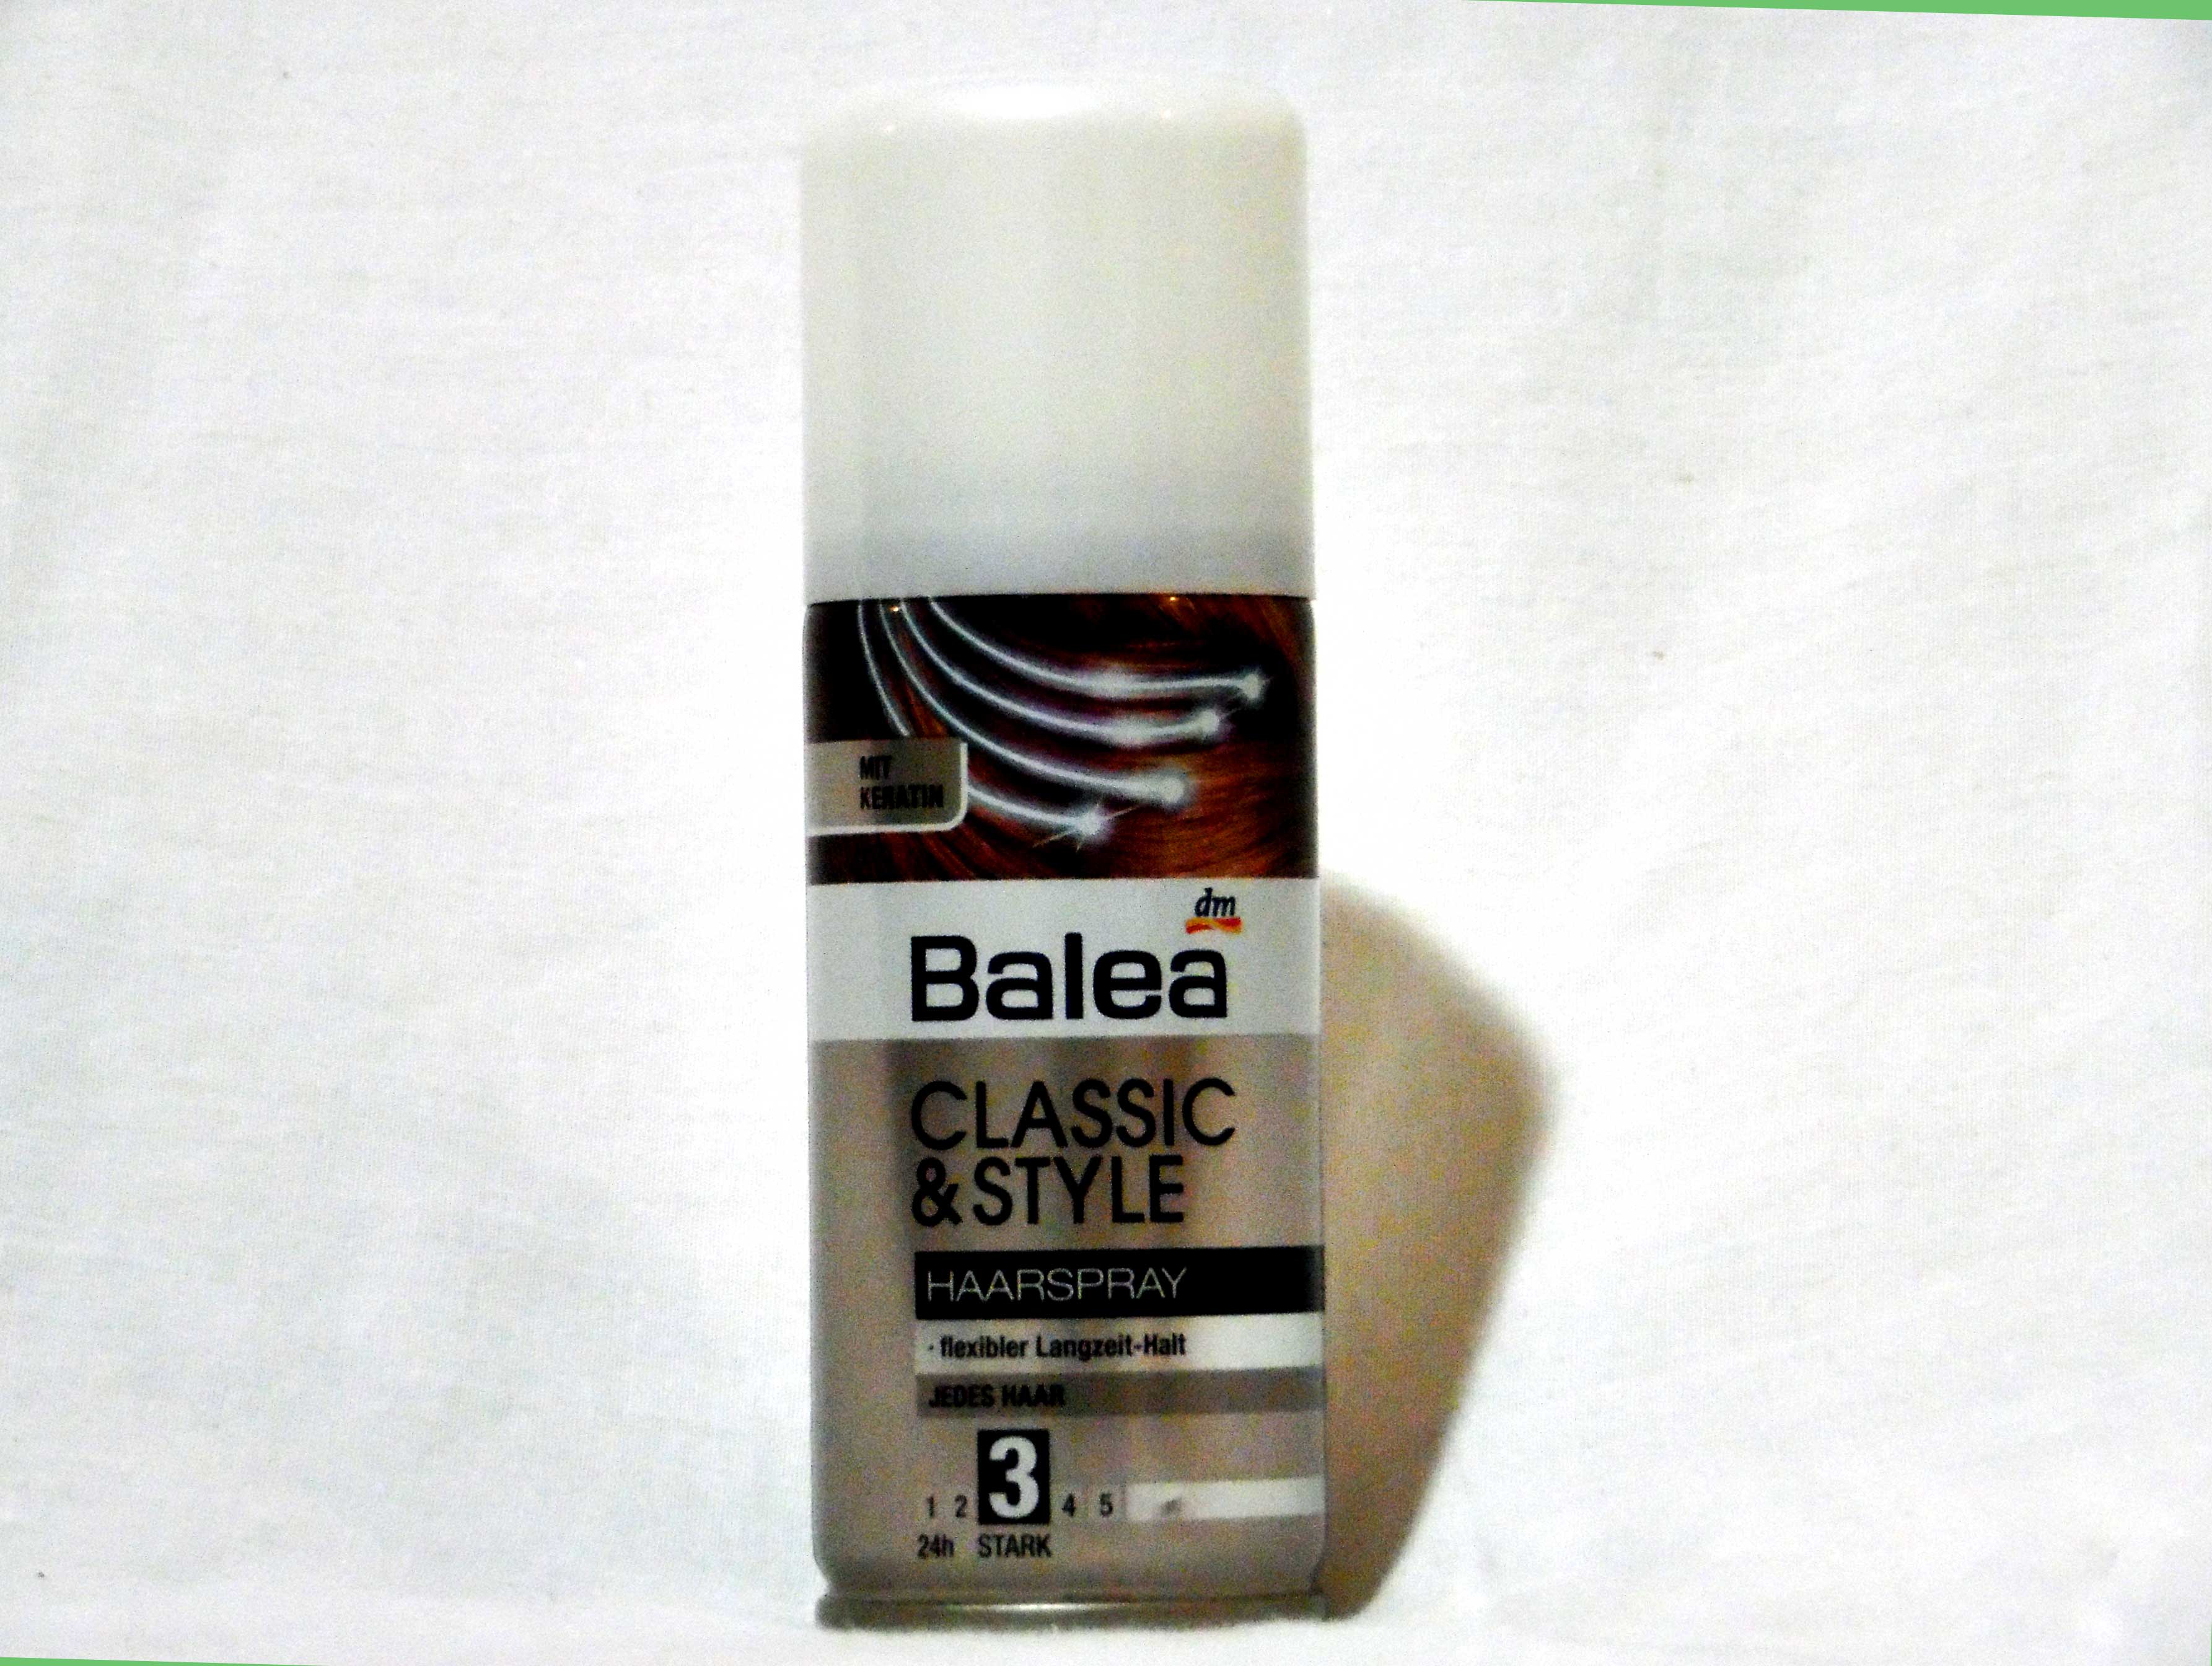 MIT
KERATIN
dm
Balea
CLASSIC
& STYLE
HAARSPRAY
· flexibler Langzeit-Halt
JEDES HAAR
1 2 3 4 5
24h STARK